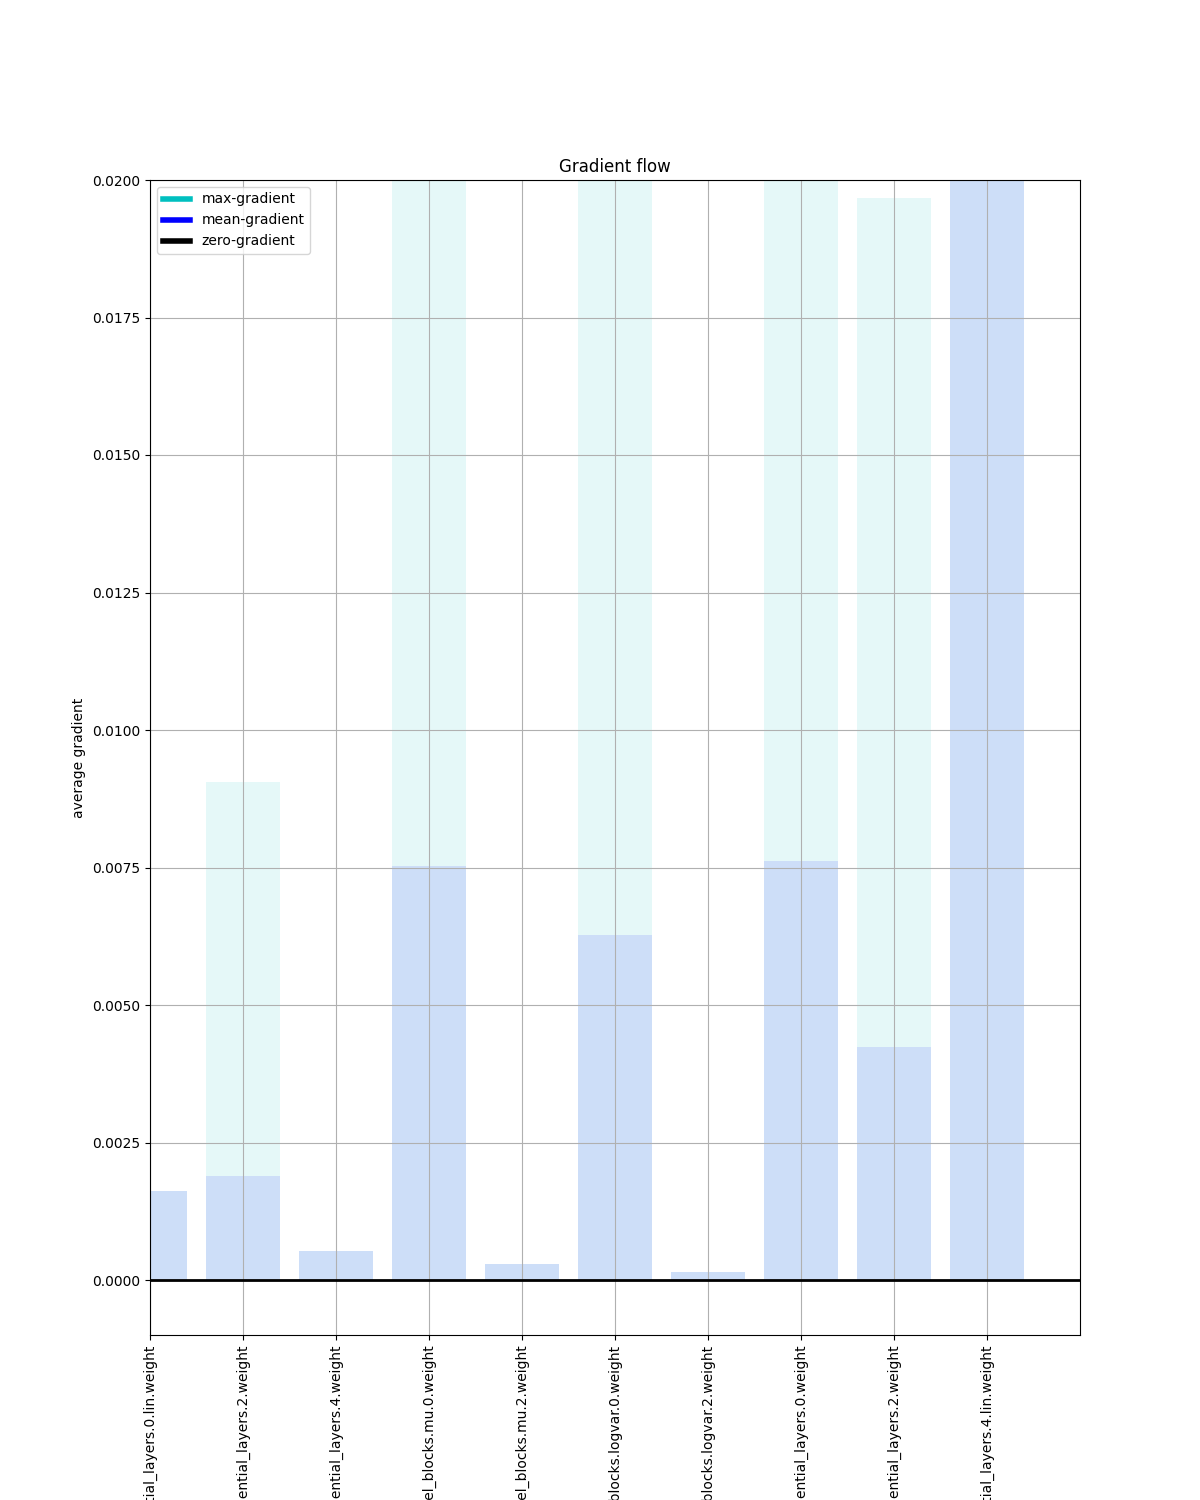 Gradient flow
max-gradient
mean-gradient
zero-gradient
0.0200
0.0175
0.0150
0.0125
0.0100
0.0075
0.0050
0.0025
0.0000
average gradient
tial_layers.0.lin.weight
ential_layers.2.weight
ential_layers.4.weight
el_blocks.mu.0.weight
el_blocks.mu.2.weight
blocks.logvar.0.weight
blocks.logvar.2.weight
ential_layers.0.weight
ential_layers.2.weight
tial_layers.4.lin.weight